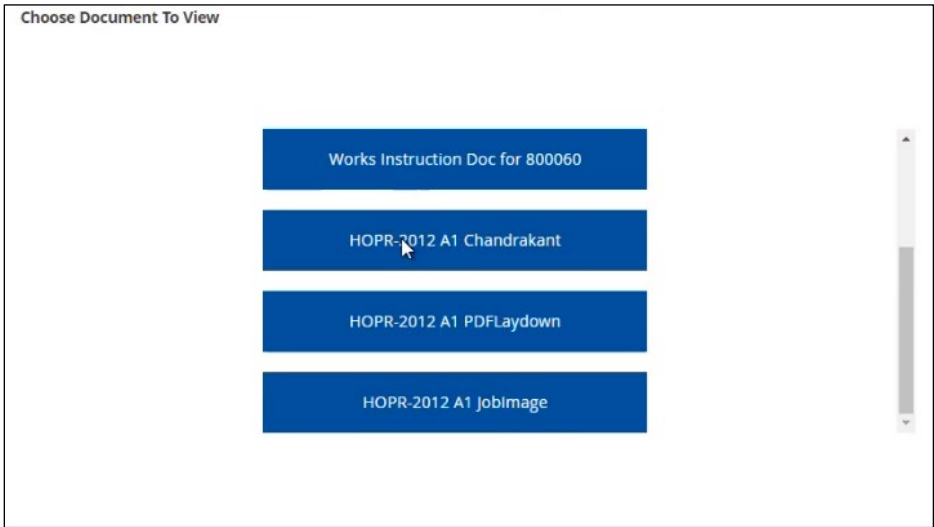 Choose Document To View
Works Instruction Doc for 800060
HOPR-2012 A1 Chandrakant
HOPR-2012 A1 PDFLaydown
HOPR-2012 A1 JobImage